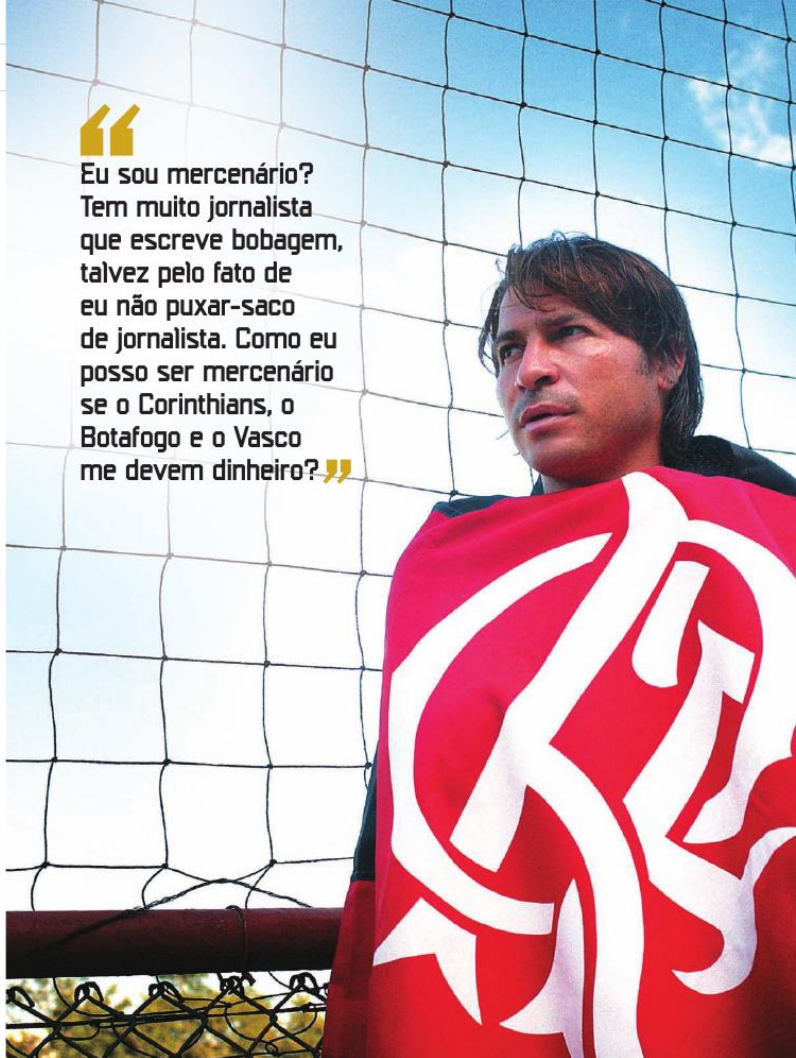 “
Eu sou mercenário?
Tem muito jornalista
que escreve bobagem,
talvez pelo fato de
eu não puxar-saco
de jornalista. Como eu
posso ser mercenário
se o Corinthians, o
Botafogo e o Vasco
me devem dinheiro? ”